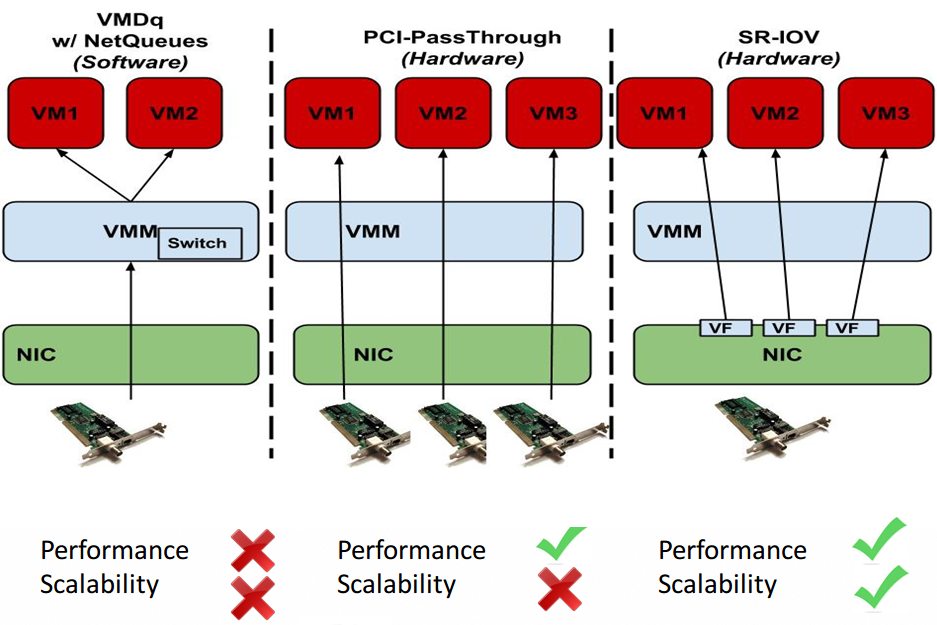 VMDq
w/ NetQueues
(Software)
VM1
VM2
VMM
Switch
NIC
PCI-PassThrough
(Hardware)
VM1
VM2
VM3
VMM
NIC
SR-IOV
(Hardware)
VM1
VM2
VM3
VMM
VF
VF
VF
NIC
Performance
Scalability
Performance
Scalability
Performance
Scalability